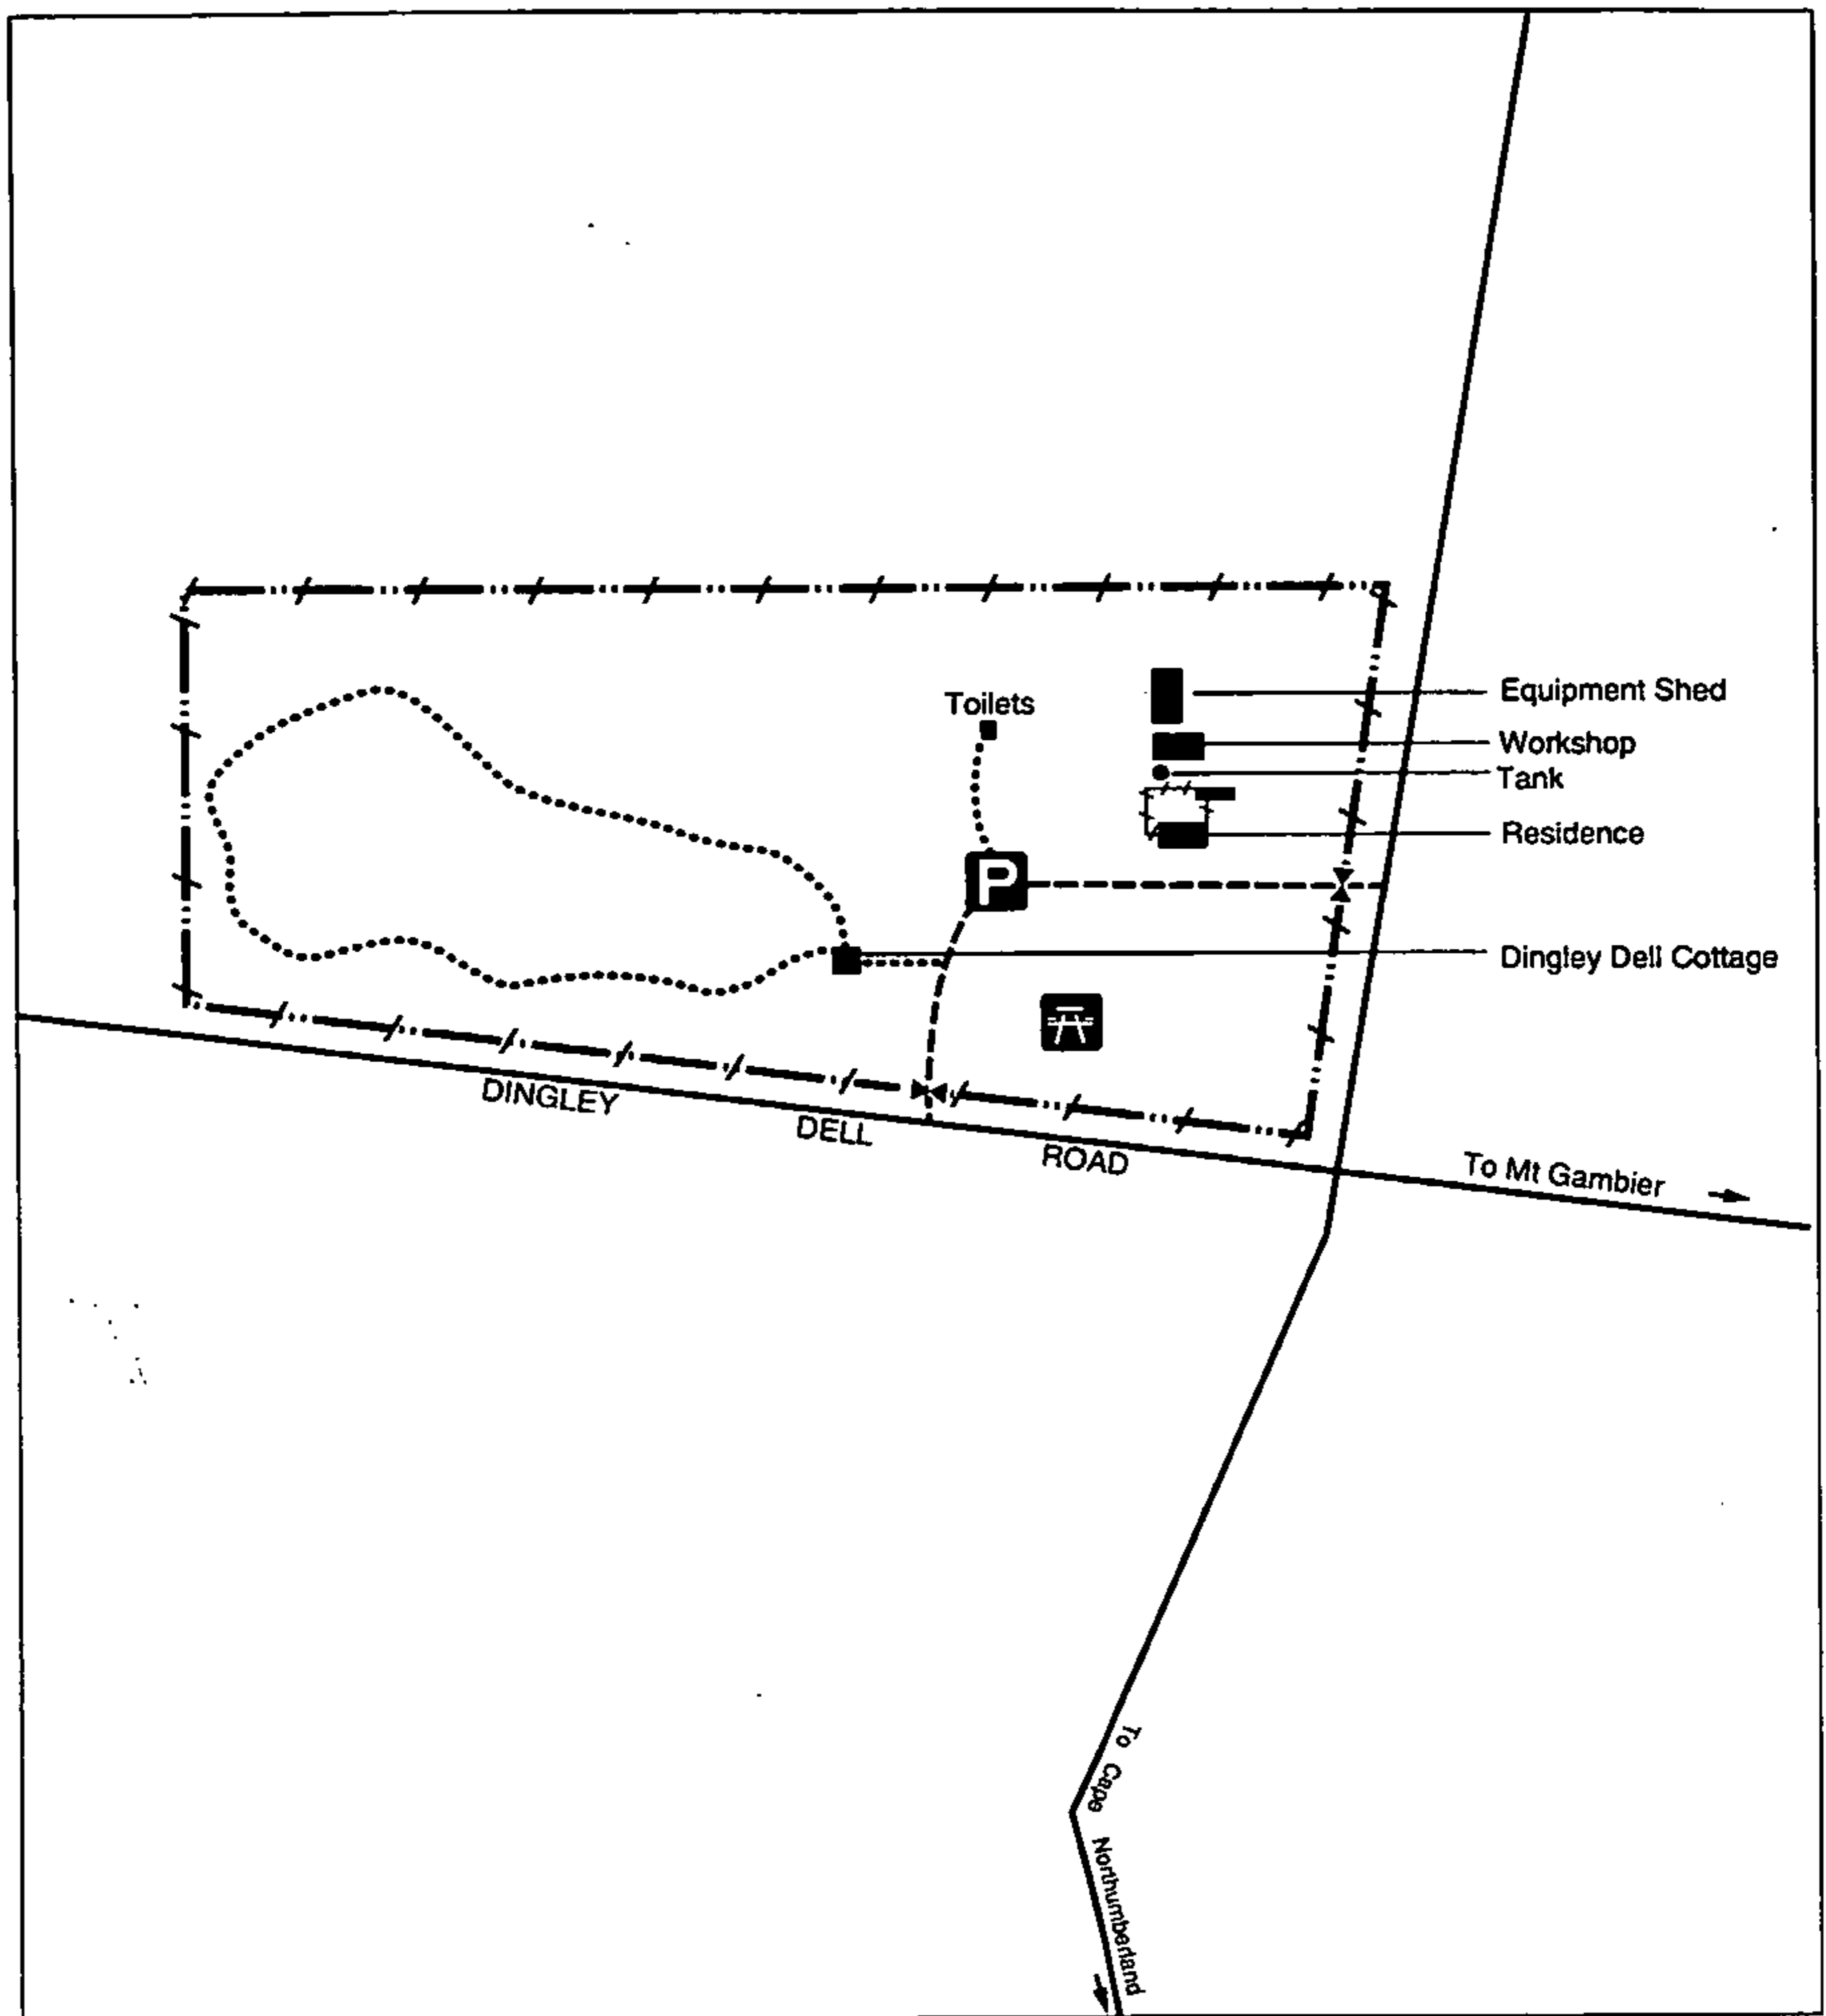 Toilets
Equipment Shed
Workshop
Tank
Residence
P
Dingley Dell Cottage
DINGLEY DELL ROAD
To Mt Gambier
To Cape Northumberland